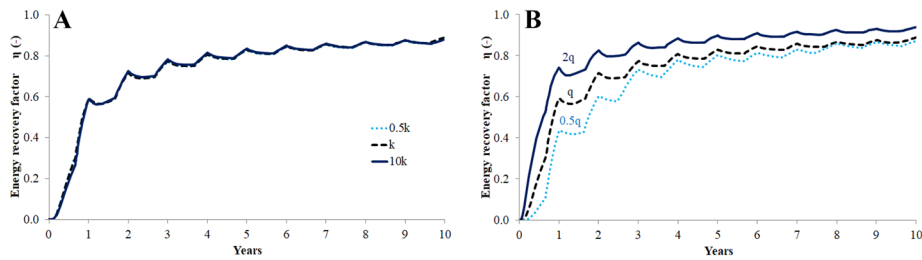 A
Energy recovery factor η (-)
1.0
0.8
0.6
0.4
0.2
0.0
0 1 2 3 4 5 6 7 8 9 10
Years
0.5k
k
10k
B
Energy recovery factor η (-)
1.0
0.8
0.6
0.4
0.2
0.0
0 1 2 3 4 5 6 7 8 9 10
Years
2q
q
0.5q